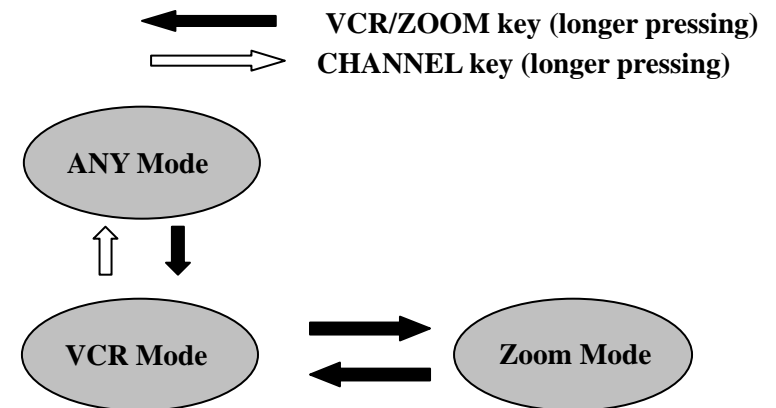 VCR/ZOOM key (longer pressing)
CHANNEL key (longer pressing)
ANY Mode
VCR Mode
Zoom Mode